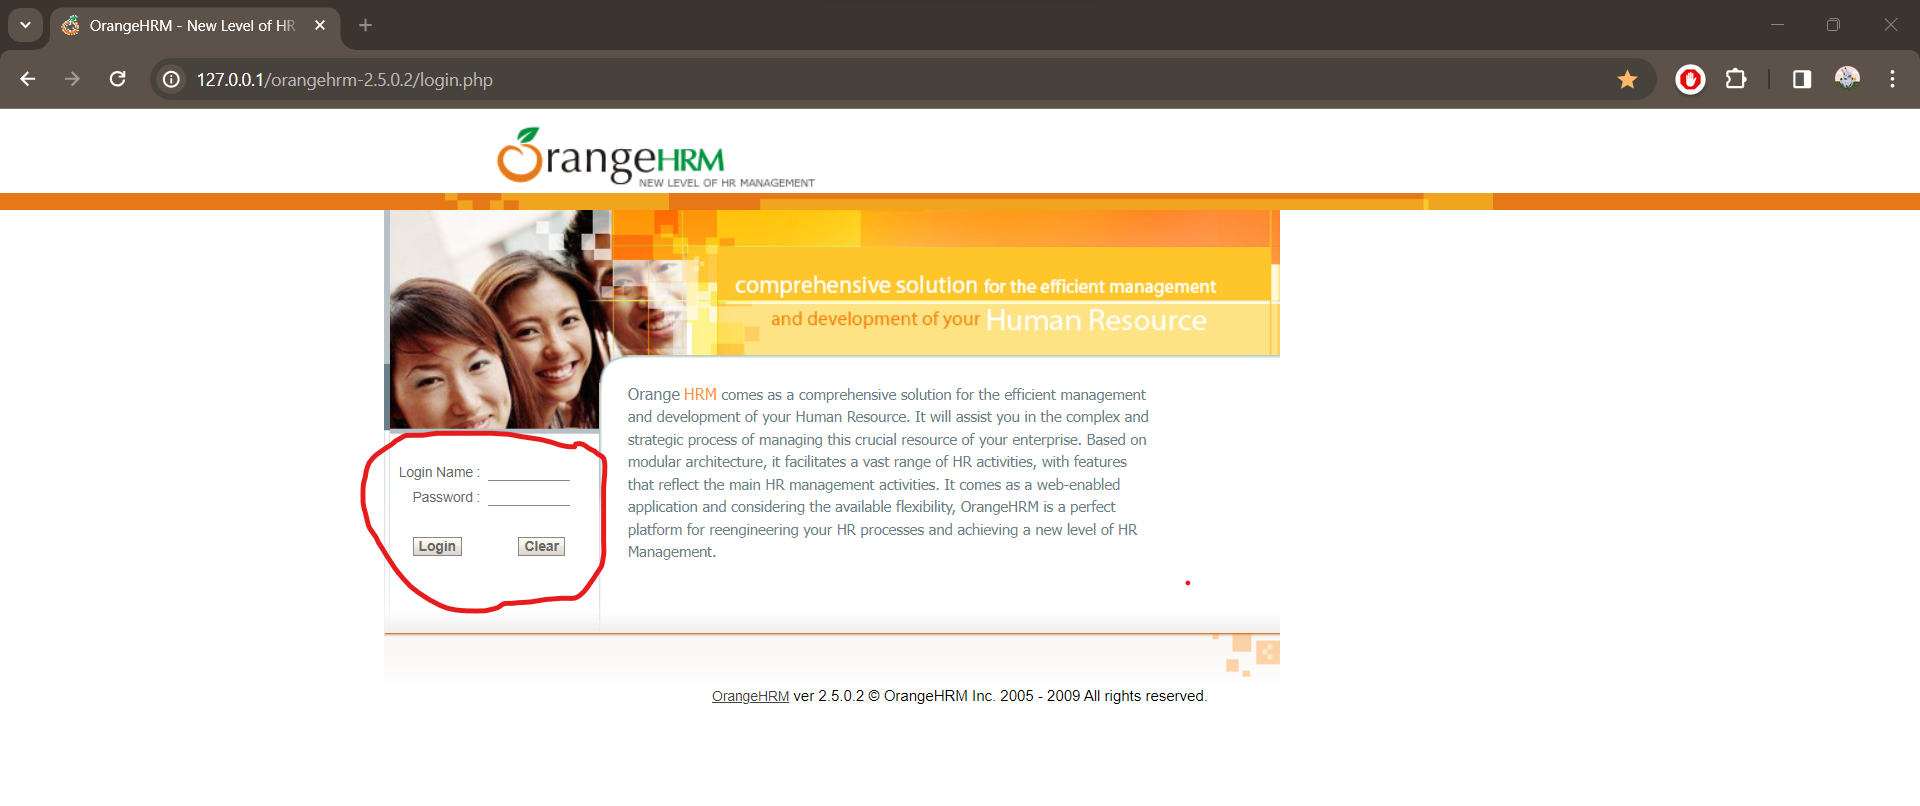 OrangeHRM - New Level of HR
127.0.0.1/orangehrm-2.5.0.2/login.php
OrangeHRM
NEW LEVEL OF HR MANAGEMENT
comprehensive solution for the efficient management
and development of your Human Resource
Orange HRM comes as a comprehensive solution for the efficient management
and development of your Human Resource. It will assist you in the complex and
strategic process of managing this crucial resource of your enterprise. Based on
modular architecture, it facilitates a vast range of HR activities, with features
that reflect the main HR management activities. It comes as a web-enabled
application and considering the available flexibility, OrangeHRM is a perfect
platform for reengineering your HR processes and achieving a new level of HR
Management.
Login Name :
Password :
Login Clear
OrangeHRM ver 2.5.0.2 © OrangeHRM Inc. 2005 - 2009 All rights reserved.